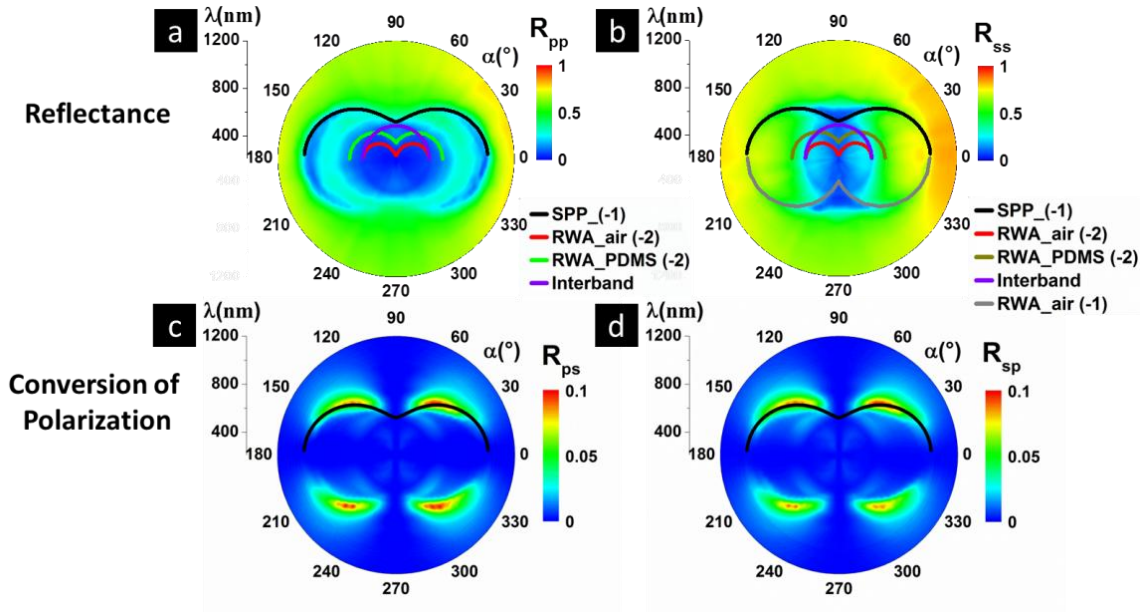 Reflectance
a
λ(nm)
1200
800
400
90
120
60
150
30
180
0
210
330
240
300
270
α(°)
R_pp
1
0.5
0
SPP_(-1)
RWA_air (-2)
RWA_PDMS (-2)
Interband
b
λ(nm)
1200
800
400
90
120
60
150
30
180
0
210
330
240
300
270
α(°)
R_ss
1
0.5
0
SPP_(-1)
RWA_air (-2)
RWA_PDMS (-2)
Interband
RWA_air (-1)
Conversion of
Polarization
c
λ(nm)
1200
800
400
90
120
60
150
30
180
0
210
330
240
300
270
α(°)
R_ps
0.1
0.05
0
d
λ(nm)
1200
800
400
90
120
60
150
30
180
0
210
330
240
300
270
α(°)
R_sp
0.1
0.05
0